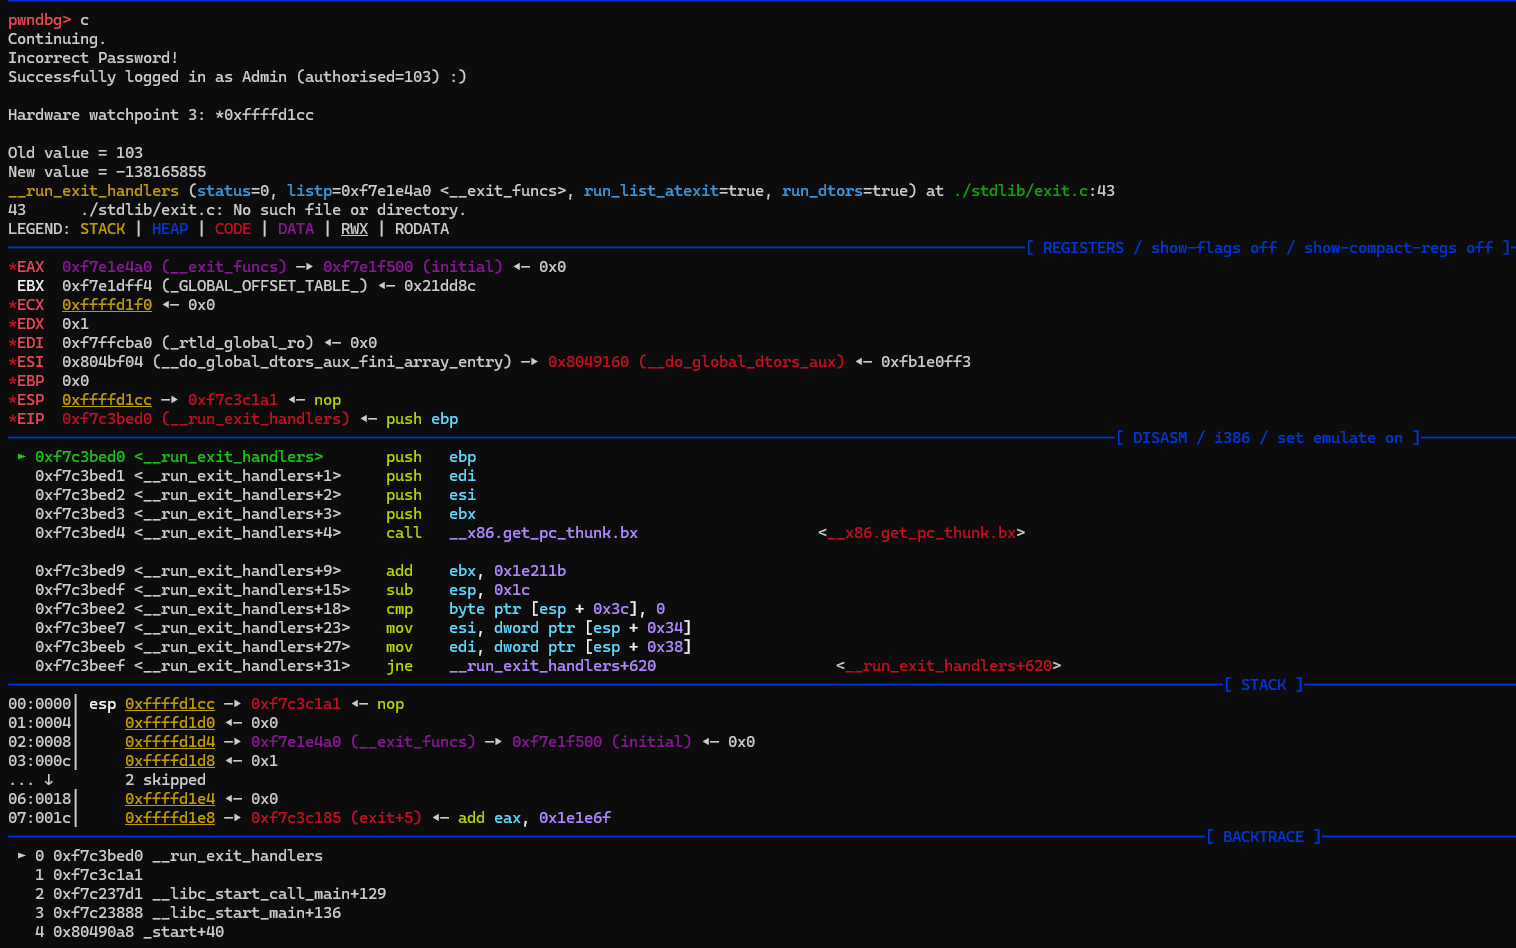 pwndbg> c
Continuing.
Incorrect Password!
Successfully logged in as Admin (authorised=103) :)
Hardware watchpoint 3: *0xffffd1cc
Old value = 103
New value = -138165855
__run_exit_handlers (status=0, listp=0xf7e1e4a0 <__exit_funcs>, run_list_atexit=true, run_dtors=true) at ./stdlib/exit.c:43
43      ./stdlib/exit.c: No such file or directory.
LEGEND: STACK | HEAP | CODE | DATA | RWX | RODATA
[ REGISTERS / show-flags off / show-compact-regs off ]
*EAX  0xf7e1e4a0 (__exit_funcs) —▸ 0xf7e1f500 (initial) ◂— 0x0
 EBX  0xf7e1dff4 (_GLOBAL_OFFSET_TABLE_) ◂— 0x21dd8c
*ECX  0xffffd1f0 ◂— 0x0
*EDX  0x1
*EDI  0xf7ffcba0 (_rtld_global_ro) ◂— 0x0
*ESI  0x804bf04 (__do_global_dtors_aux_fini_array_entry) —▸ 0x8049160 (__do_global_dtors_aux) ◂— 0xfb1e0ff3
*EBP  0x0
*ESP  0xffffd1cc —▸ 0xf7c3c1a1 ◂— nop
*EIP  0xf7c3bed0 (__run_exit_handlers) ◂— push ebp
[ DISASM / i386 / set emulate on ]
 ► 0xf7c3bed0 <__run_exit_handlers>       push   ebp
   0xf7c3bed1 <__run_exit_handlers+1>     push   edi
   0xf7c3bed2 <__run_exit_handlers+2>     push   esi
   0xf7c3bed3 <__run_exit_handlers+3>     push   ebx
   0xf7c3bed4 <__run_exit_handlers+4>     call   __x86.get_pc_thunk.bx                    <__x86.get_pc_thunk.bx>
   0xf7c3bed9 <__run_exit_handlers+9>     add    ebx, 0x1e211b
   0xf7c3bedf <__run_exit_handlers+15>    sub    esp, 0x1c
   0xf7c3bee2 <__run_exit_handlers+18>    cmp    byte ptr [esp + 0x3c], 0
   0xf7c3bee7 <__run_exit_handlers+23>    mov    esi, dword ptr [esp + 0x34]
   0xf7c3beeb <__run_exit_handlers+27>    mov    edi, dword ptr [esp + 0x38]
   0xf7c3beef <__run_exit_handlers+31>    jne    __run_exit_handlers+620                    <__run_exit_handlers+620>
[ STACK ]
00:0000│ esp 0xffffd1cc —▸ 0xf7c3c1a1 ◂— nop
01:0004│     0xffffd1d0 ◂— 0x0
02:0008│     0xffffd1d4 —▸ 0xf7e1e4a0 (__exit_funcs) —▸ 0xf7e1f500 (initial) ◂— 0x0
03:000c│     0xffffd1d8 ◂— 0x1
... ↓        2 skipped
06:0018│     0xffffd1e4 ◂— 0x0
07:001c│     0xffffd1e8 —▸ 0xf7c3c185 (exit+5) ◂— add eax, 0x1e1e6f
[ BACKTRACE ]
 ► 0 0xf7c3bed0 __run_exit_handlers
   1 0xf7c3c1a1
   2 0xf7c237d1 __libc_start_call_main+129
   3 0xf7c23888 __libc_start_main+136
   4 0x80490a8 _start+40